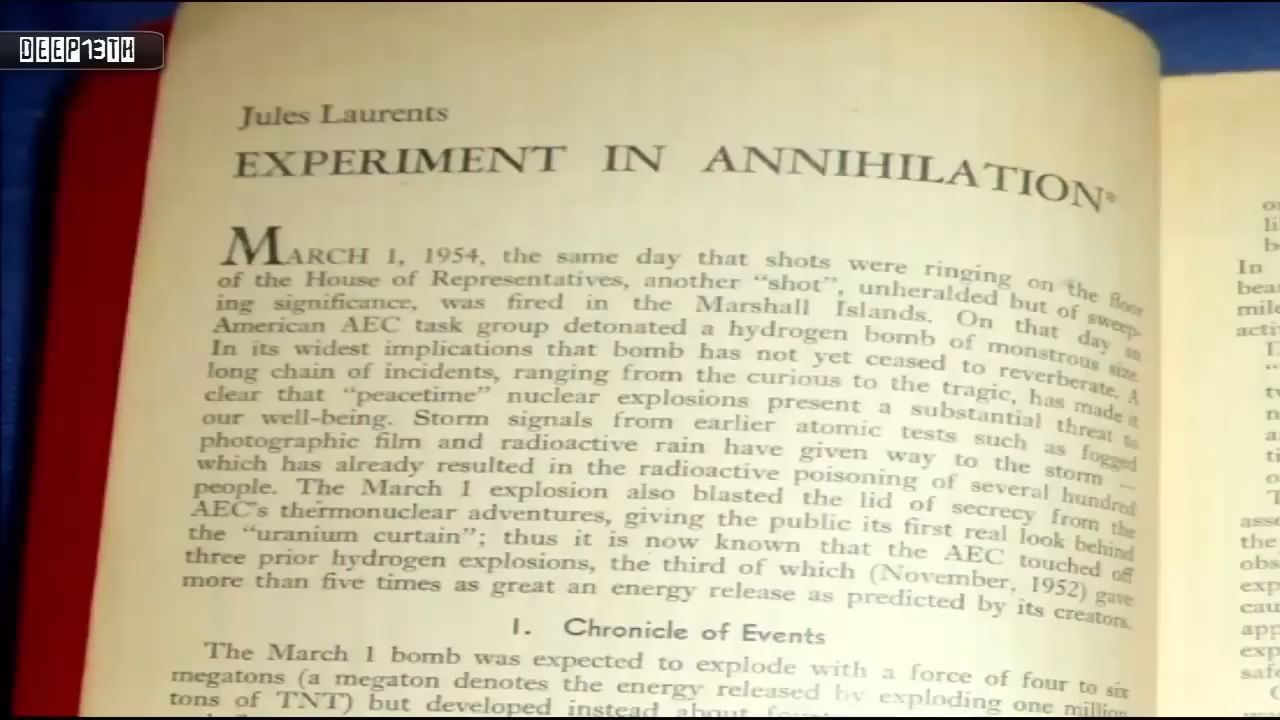 DEEP13TH
Jules Laurents
EXPERIMENT IN ANNIHILATION*
MARCH 1, 1954, the same day that shots were ringing on the floor
of the House of Representatives, another "shot", unheralded but of sweep-
ing significance, was fired in the Marshall Islands. On that day an
American AEC task group detonated a hydrogen bomb of monstrous size.
In its widest implications that bomb has not yet ceased to reverberate. A
long chain of incidents, ranging from the curious to the tragic, has made it
clear that "peacetime" nuclear explosions present a substantial threat to
our well-being. Storm signals from earlier atomic tests such as fogged
photographic film and radioactive rain have given way to the storm —
which has already resulted in the radioactive poisoning of several hundred
people. The March 1 explosion also blasted the lid of secrecy from the
AEC's thermonuclear adventures, giving the public its first real look behind
the "uranium curtain"; thus it is now known that the AEC touched off
three prior hydrogen explosions, the third of which (November, 1952) gave
more than five times as great an energy release as predicted by its creators.
1. Chronicle of Events
The March 1 bomb was expected to explode with a force of four to six
megatons (a megaton denotes the energy released by exploding one million
tons of TNT) but developed instead about
In